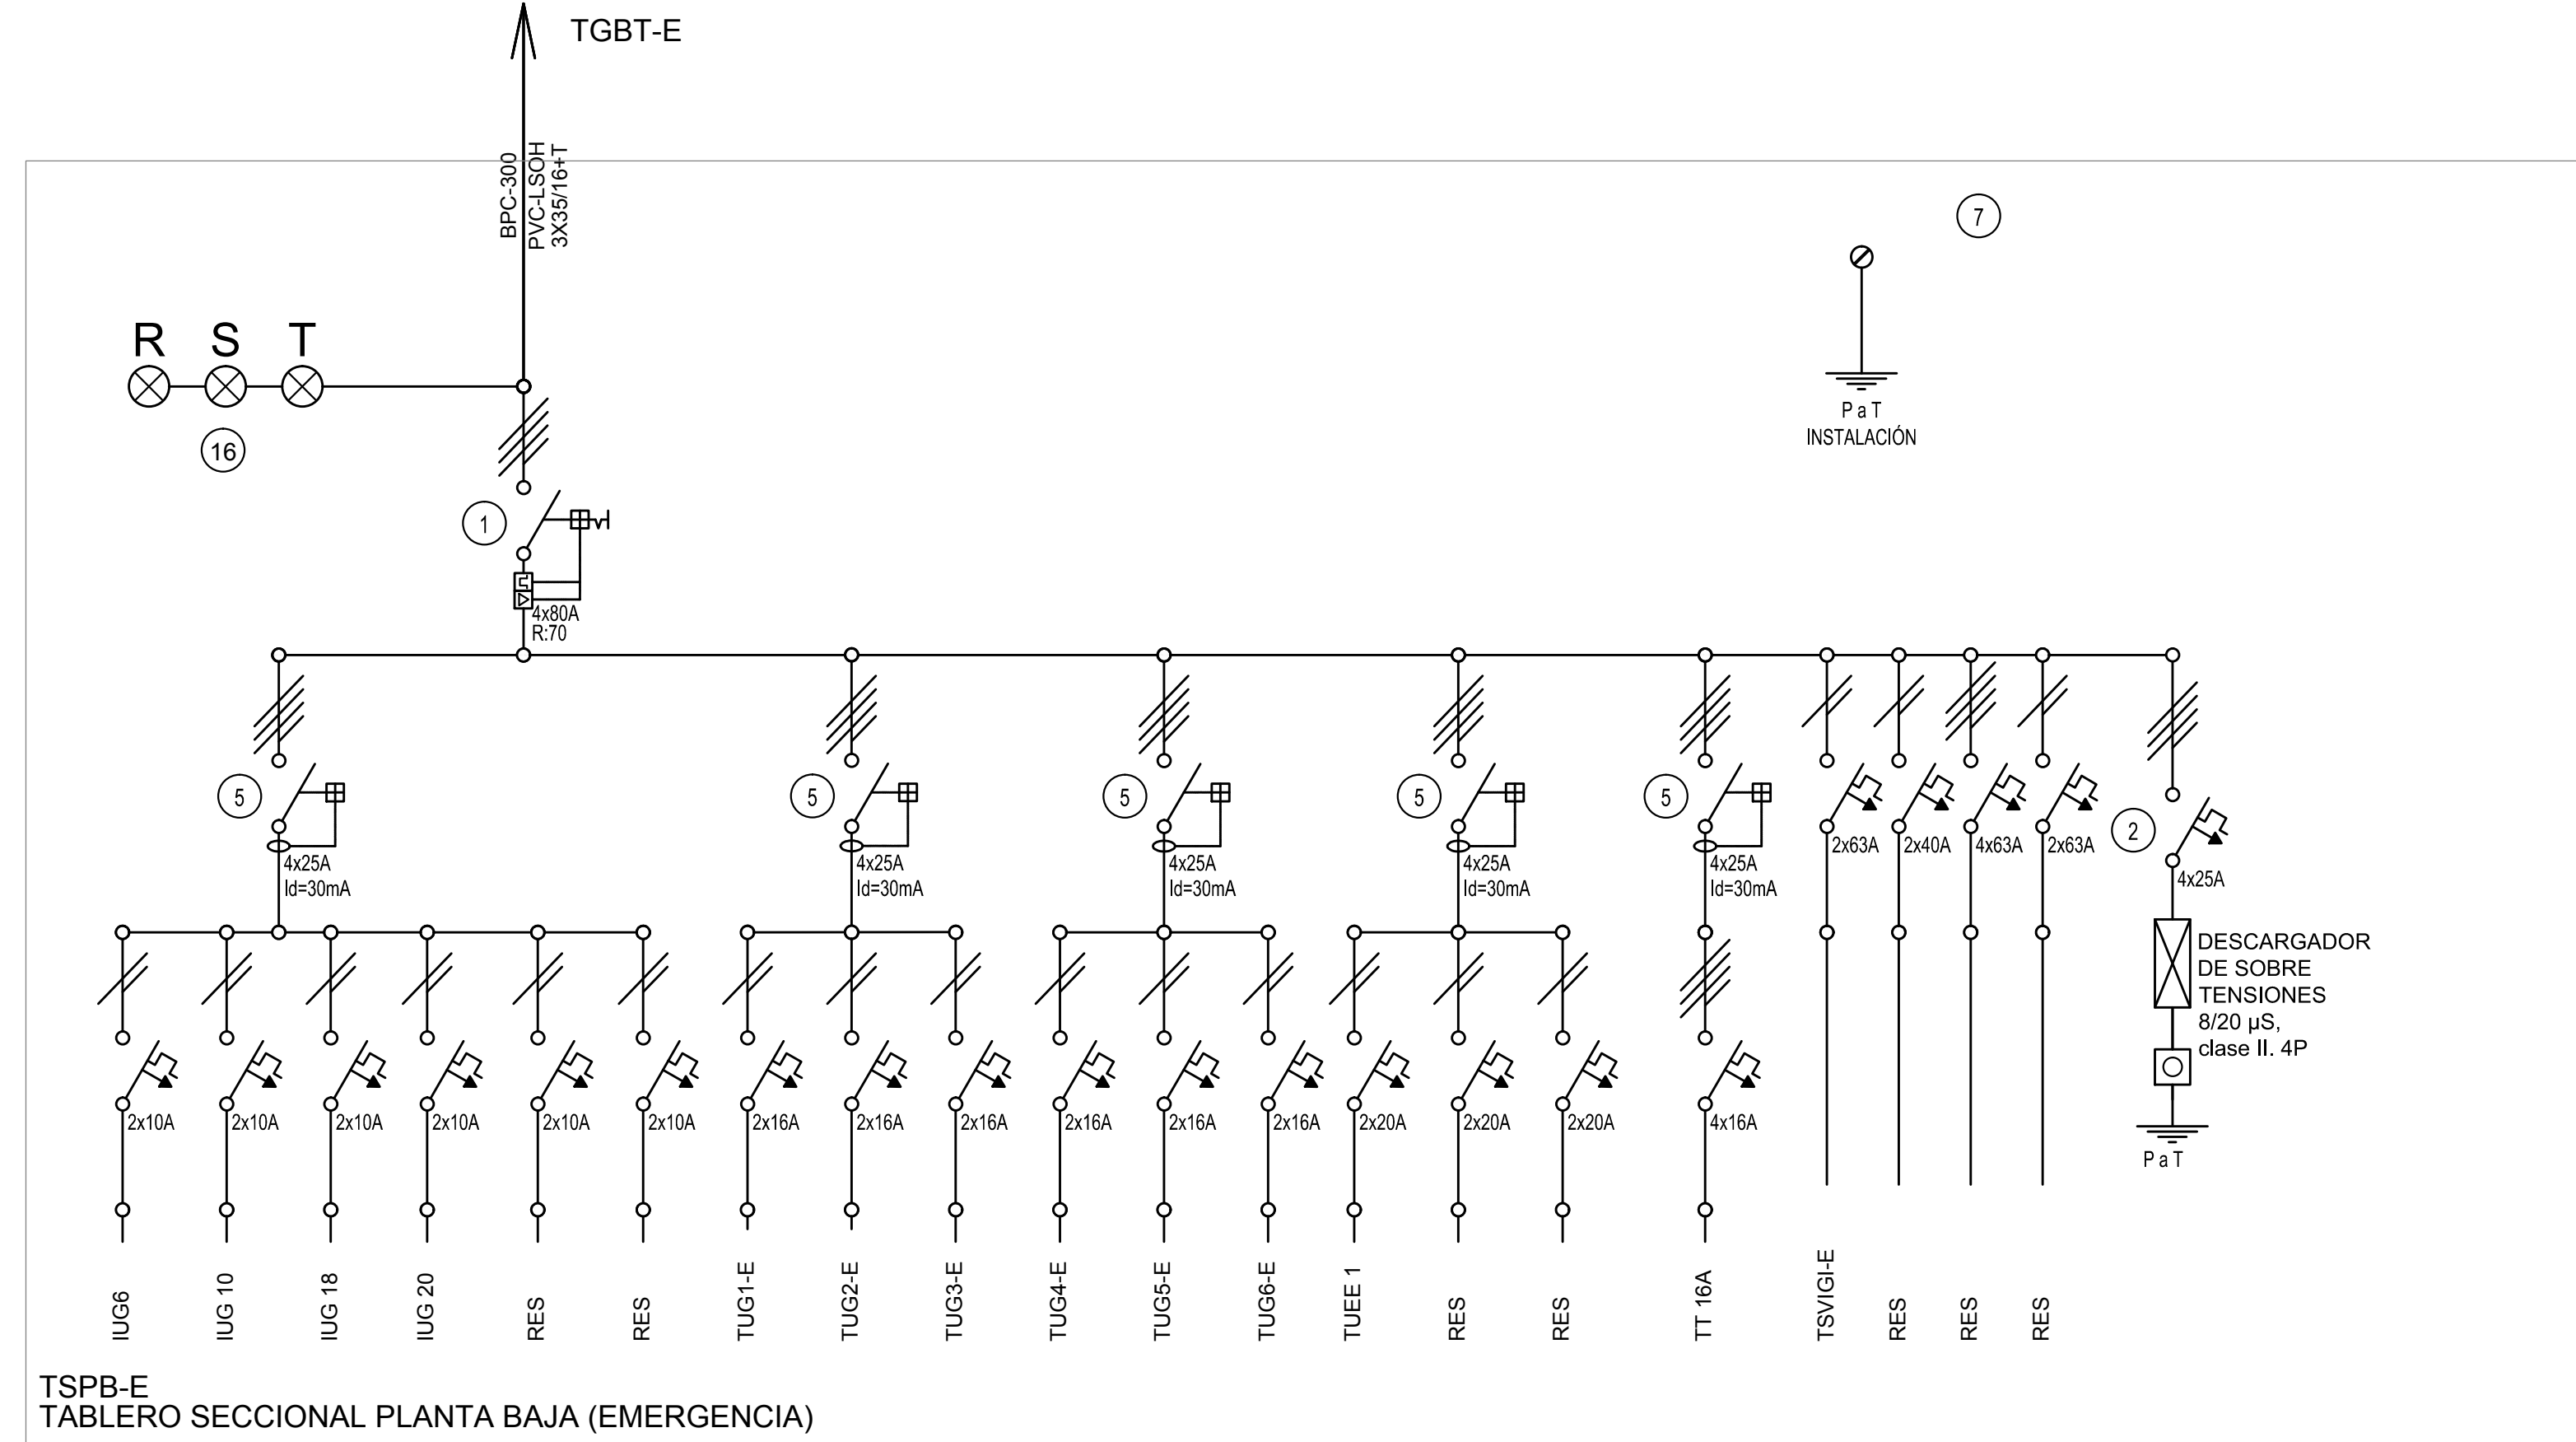 TGBT-E
BPC-300
PVC-LSOH
3X35/16+T
7
R S T
16
P a T
INSTALACIÓN
1
4x80A
R:70
5
4x25A
Id=30mA
5
4x25A
Id=30mA
5
4x25A
Id=30mA
5
4x25A
Id=30mA
5
4x25A
Id=30mA
2x63A
2x40A
4x63A
2x63A
2
4x25A
DESCARGADOR
DE SOBRE
TENSIONES
8/20 µS,
clase II. 4P
P a T
2x10A
2x10A
2x10A
2x10A
2x10A
2x10A
2x16A
2x16A
2x16A
2x16A
2x16A
2x16A
2x20A
2x20A
2x20A
4x16A
IUG6
IUG 10
IUG 18
IUG 20
RES
RES
TUG1-E
TUG2-E
TUG3-E
TUG4-E
TUG5-E
TUG6-E
TUEE 1
RES
RES
TT 16A
TSVIGI-E
RES
RES
RES
TSPB-E
TABLERO SECCIONAL PLANTA BAJA (EMERGENCIA)